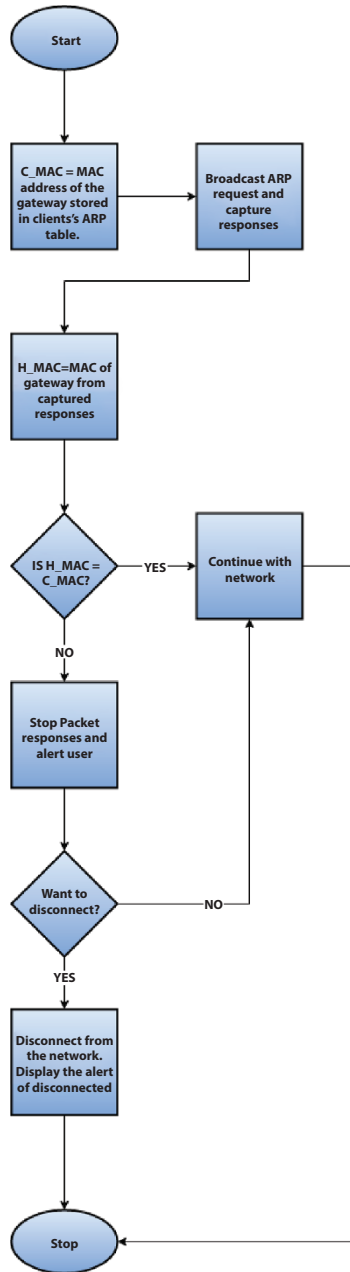 Start
C_MAC = MAC
address of the
gateway stored
in clients's ARP
table.
Broadcast ARP
request and
capture
responses
H_MAC=MAC of
gateway from
captured
responses
IS H_MAC =
C_MAC?
YES
Continue with
network
NO
Stop Packet
responses and
alert user
Want to
disconnect?
NO
YES
Disconnect from
the network.
Display the alert
of disconnected
Stop